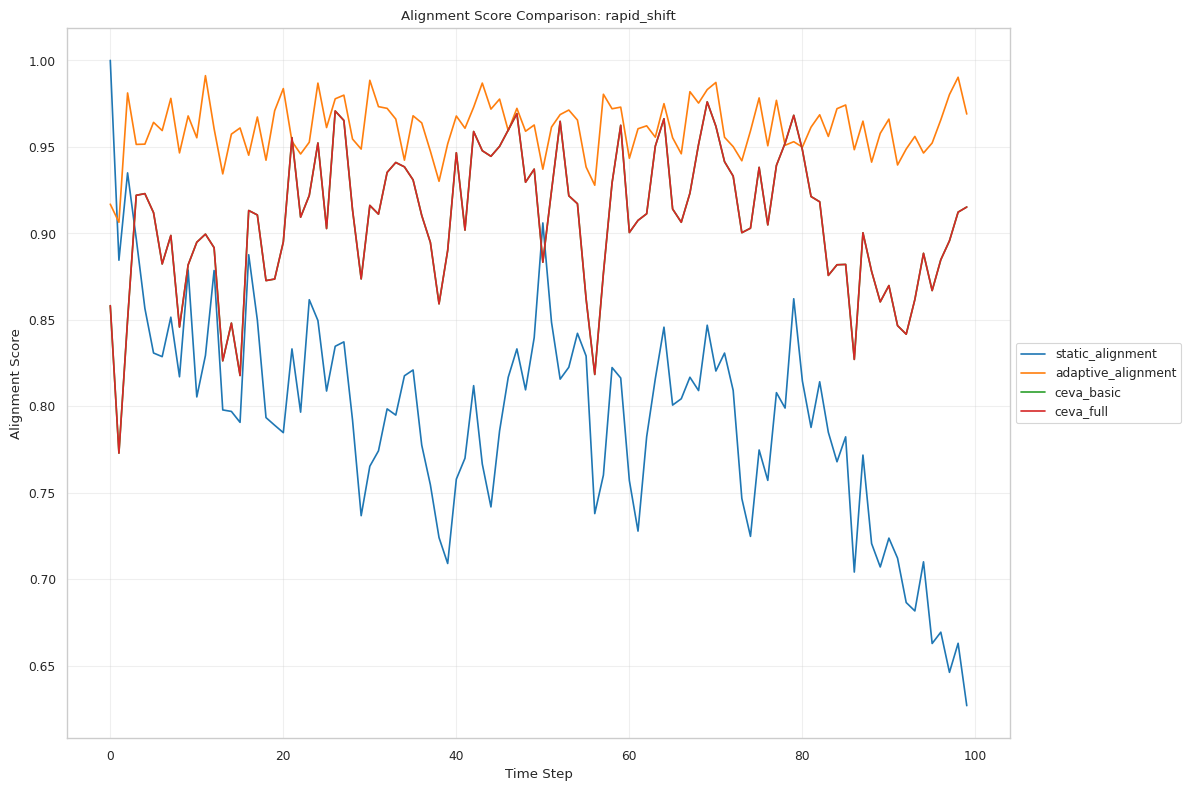 Alignment Score Comparison: rapid_shift
1.00
0.95
0.90
0.85
0.80
0.75
0.70
0.65
Alignment Score
0
20
40
60
80
100
Time Step
static_alignment
adaptive_alignment
ceva_basic
ceva_full